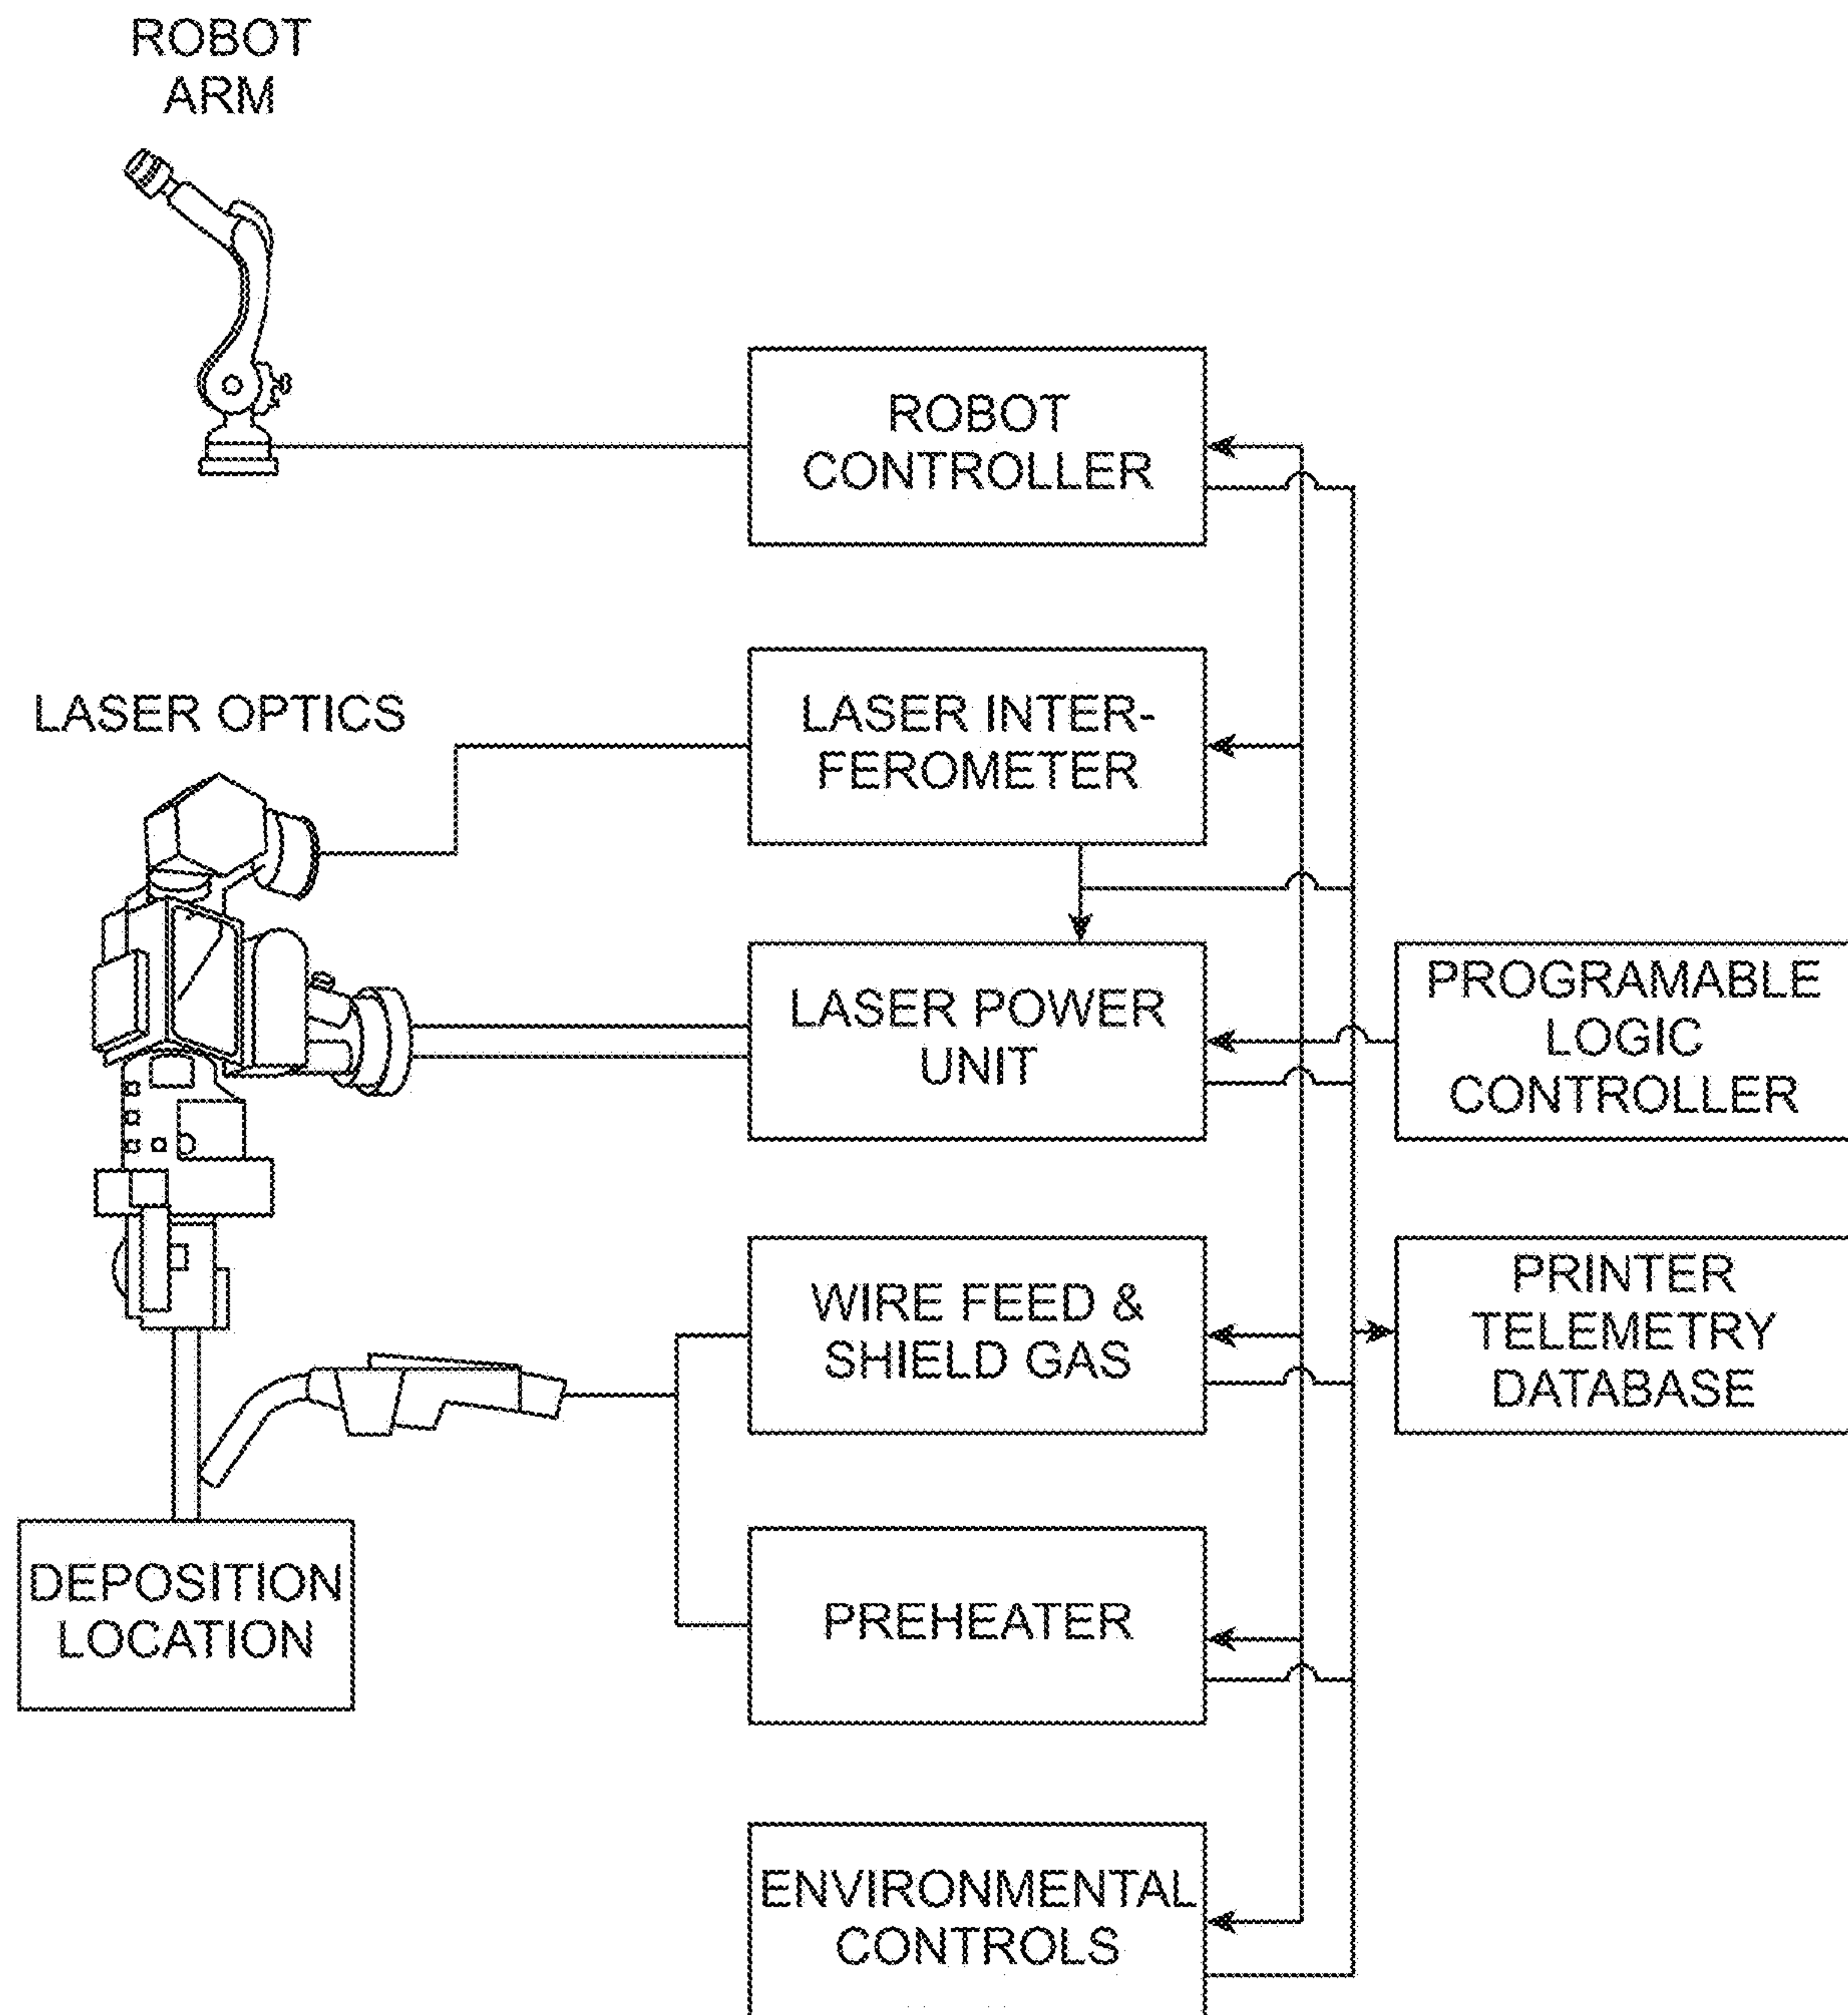 ROBOT
ARM
ROBOT
CONTROLLER
LASER OPTICS
LASER INTER-
FEROMETER
LASER POWER
UNIT
PROGRAMABLE
LOGIC
CONTROLLER
WIRE FEED &
SHIELD GAS
PRINTER
TELEMETRY
DATABASE
DEPOSITION
LOCATION
PREHEATER
ENVIRONMENTAL
CONTROLS